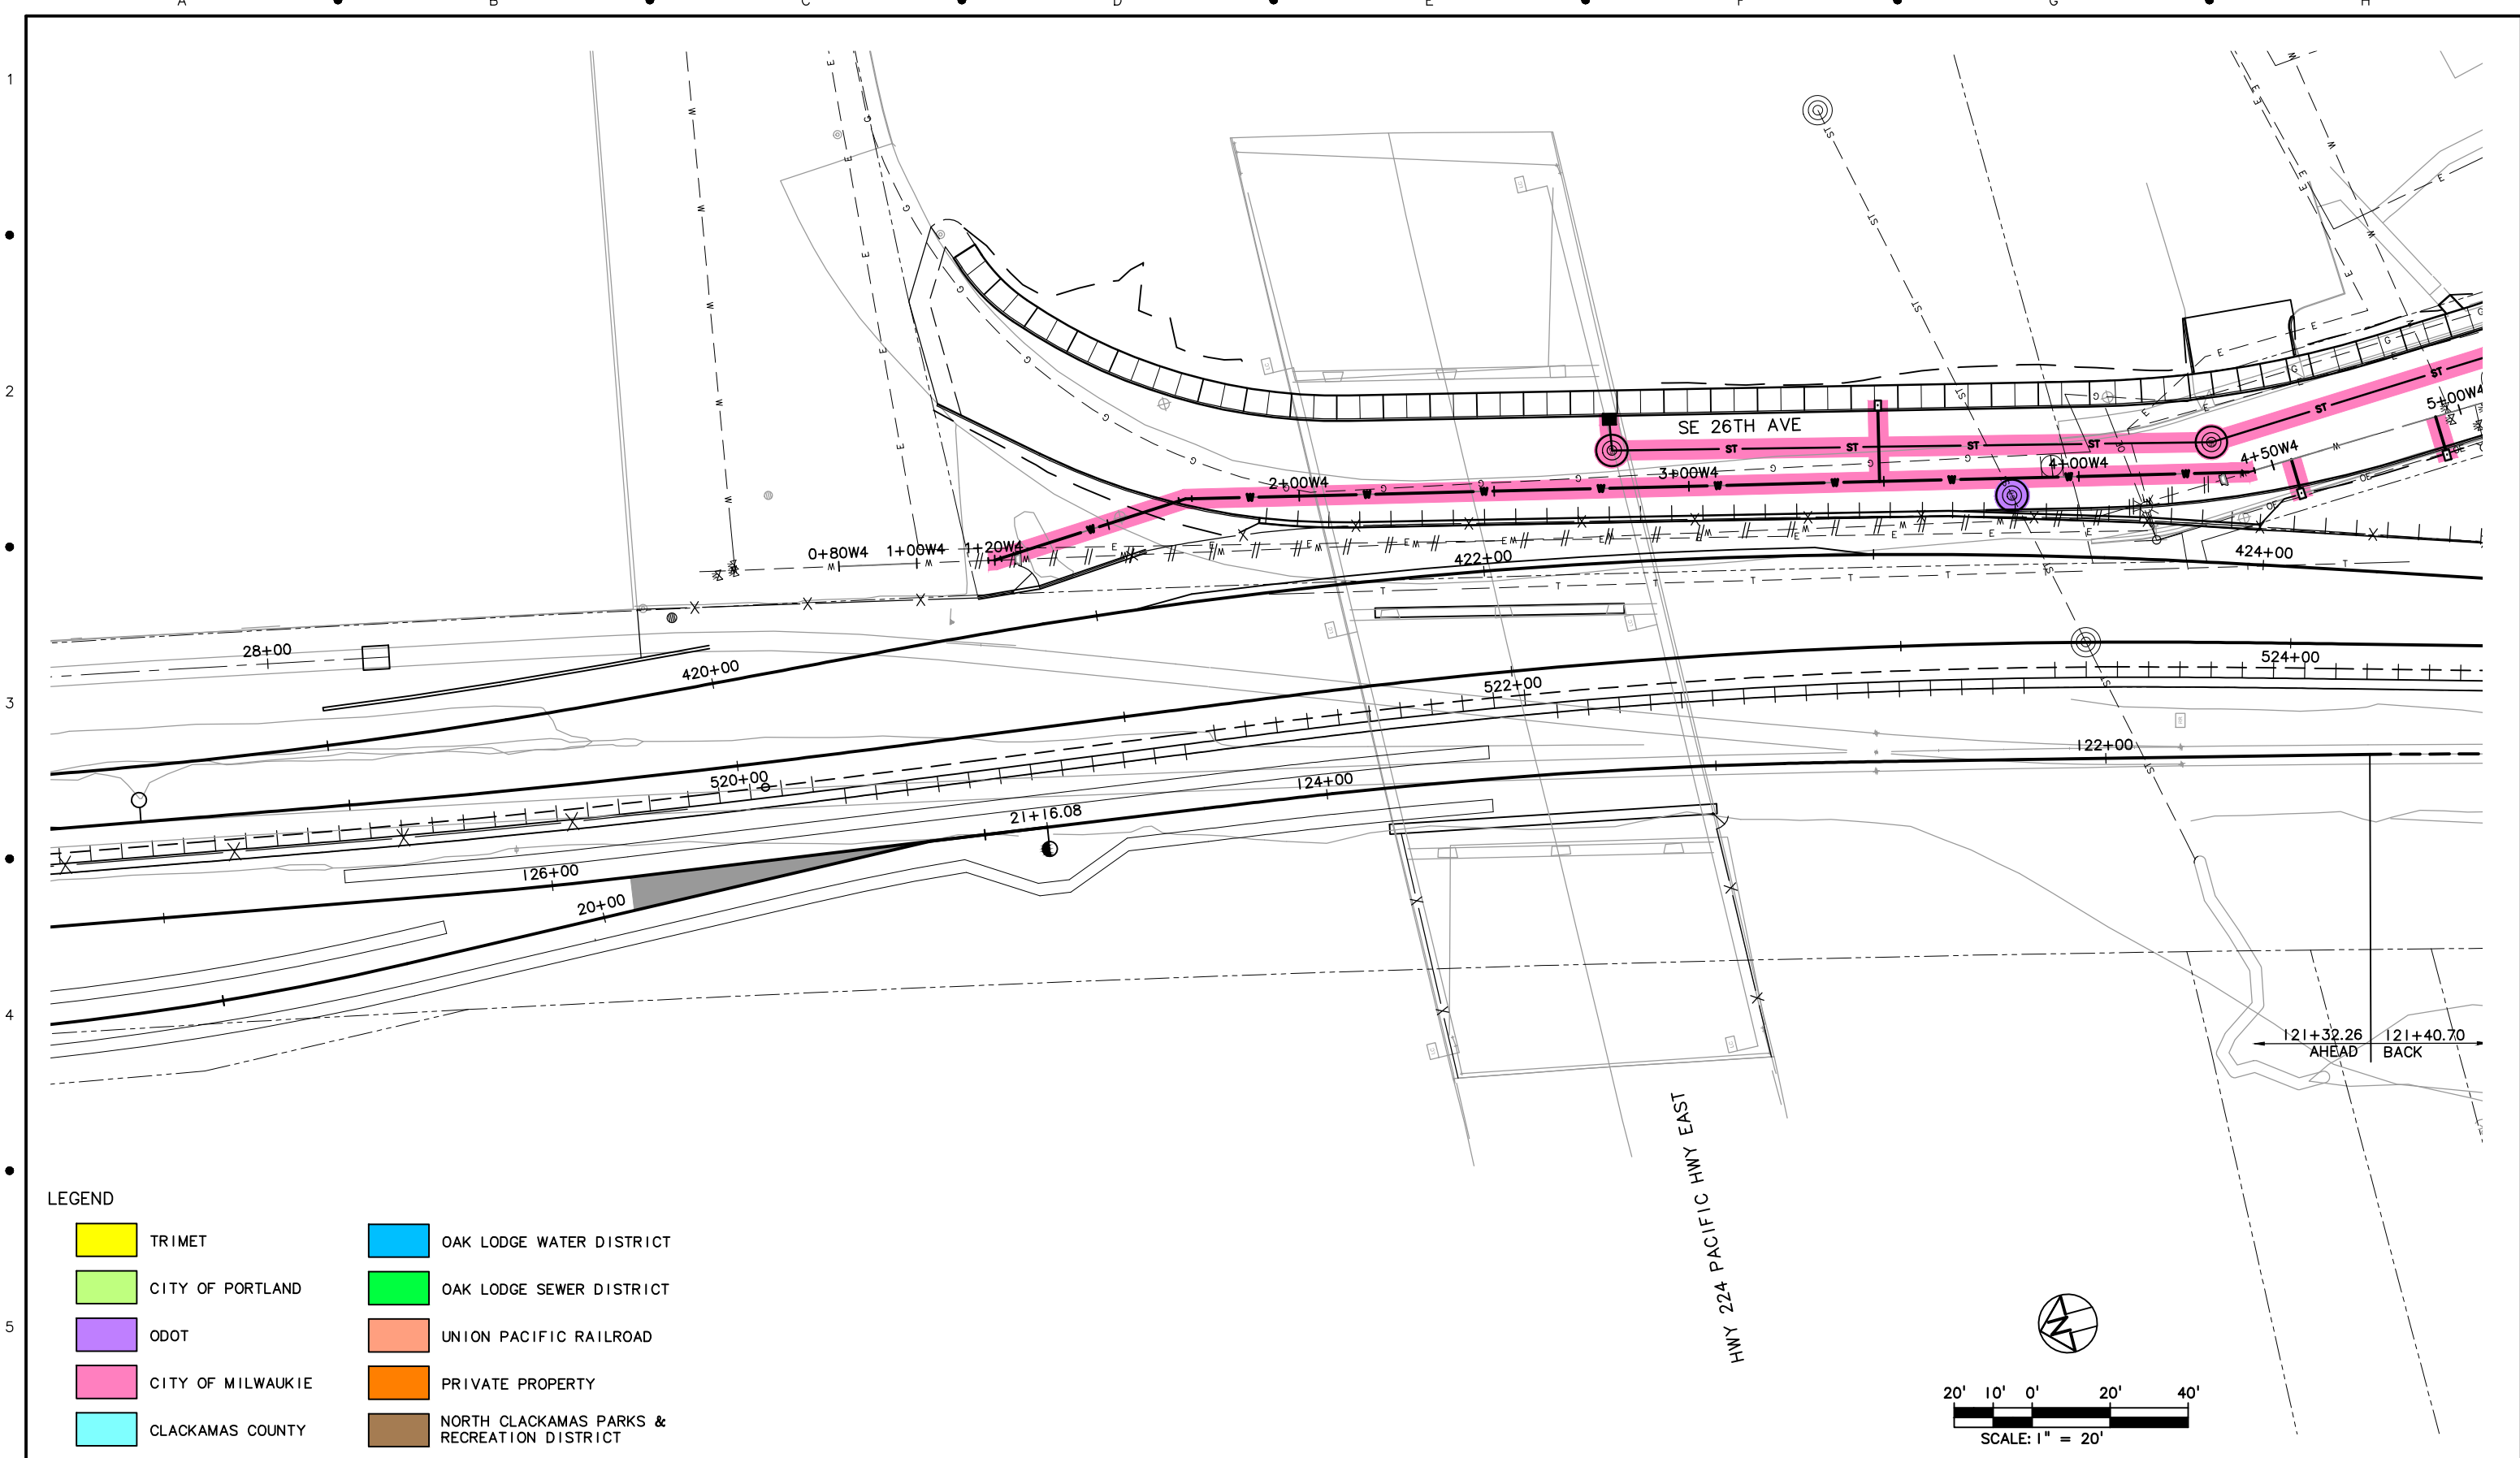 A B C D E F G H
1
2
3
4
5
SE 26TH AVE
0+80W4
1+00W4
1+20W4
2+00W4
3+00W4
4+00W4
4+50W4
5+00W4
422+00
424+00
28+00
420+00
522+00
524+00
520+00
124+00
122+00
21+16.08
126+00
20+00
121+32.26
AHEAD
121+40.70
BACK
HWY 224 PACIFIC HWY EAST
LEGEND
TRIMET
CITY OF PORTLAND
ODOT
CITY OF MILWAUKIE
CLACKAMAS COUNTY
OAK LODGE WATER DISTRICT
OAK LODGE SEWER DISTRICT
UNION PACIFIC RAILROAD
PRIVATE PROPERTY
NORTH CLACKAMAS PARKS &
RECREATION DISTRICT
N
20' 10' 0' 20' 40'
SCALE: 1" = 20'